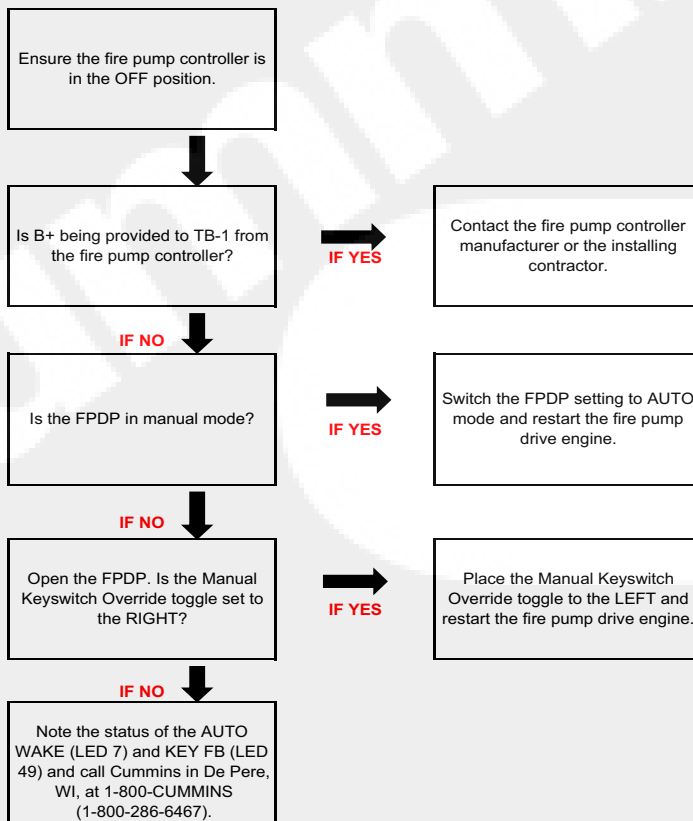 Ensure the fire pump controller is
in the OFF position.
Is B+ being provided to TB-1 from
the fire pump controller?
IF YES
Contact the fire pump controller
manufacturer or the installing
contractor.
IF NO
Is the FPDP in manual mode?
IF YES
Switch the FPDP setting to AUTO
mode and restart the fire pump
drive engine.
IF NO
Open the FPDP. Is the Manual
Keyswitch Override toggle set to
the RIGHT?
IF YES
Place the Manual Keyswitch
Override toggle to the LEFT and
restart the fire pump drive engine.
IF NO
Note the status of the AUTO
WAKE (LED 7) and KEY FB (LED
49) and call Cummins in De Pere,
WI, at 1-800-CUMMINS
(1-800-286-6467).